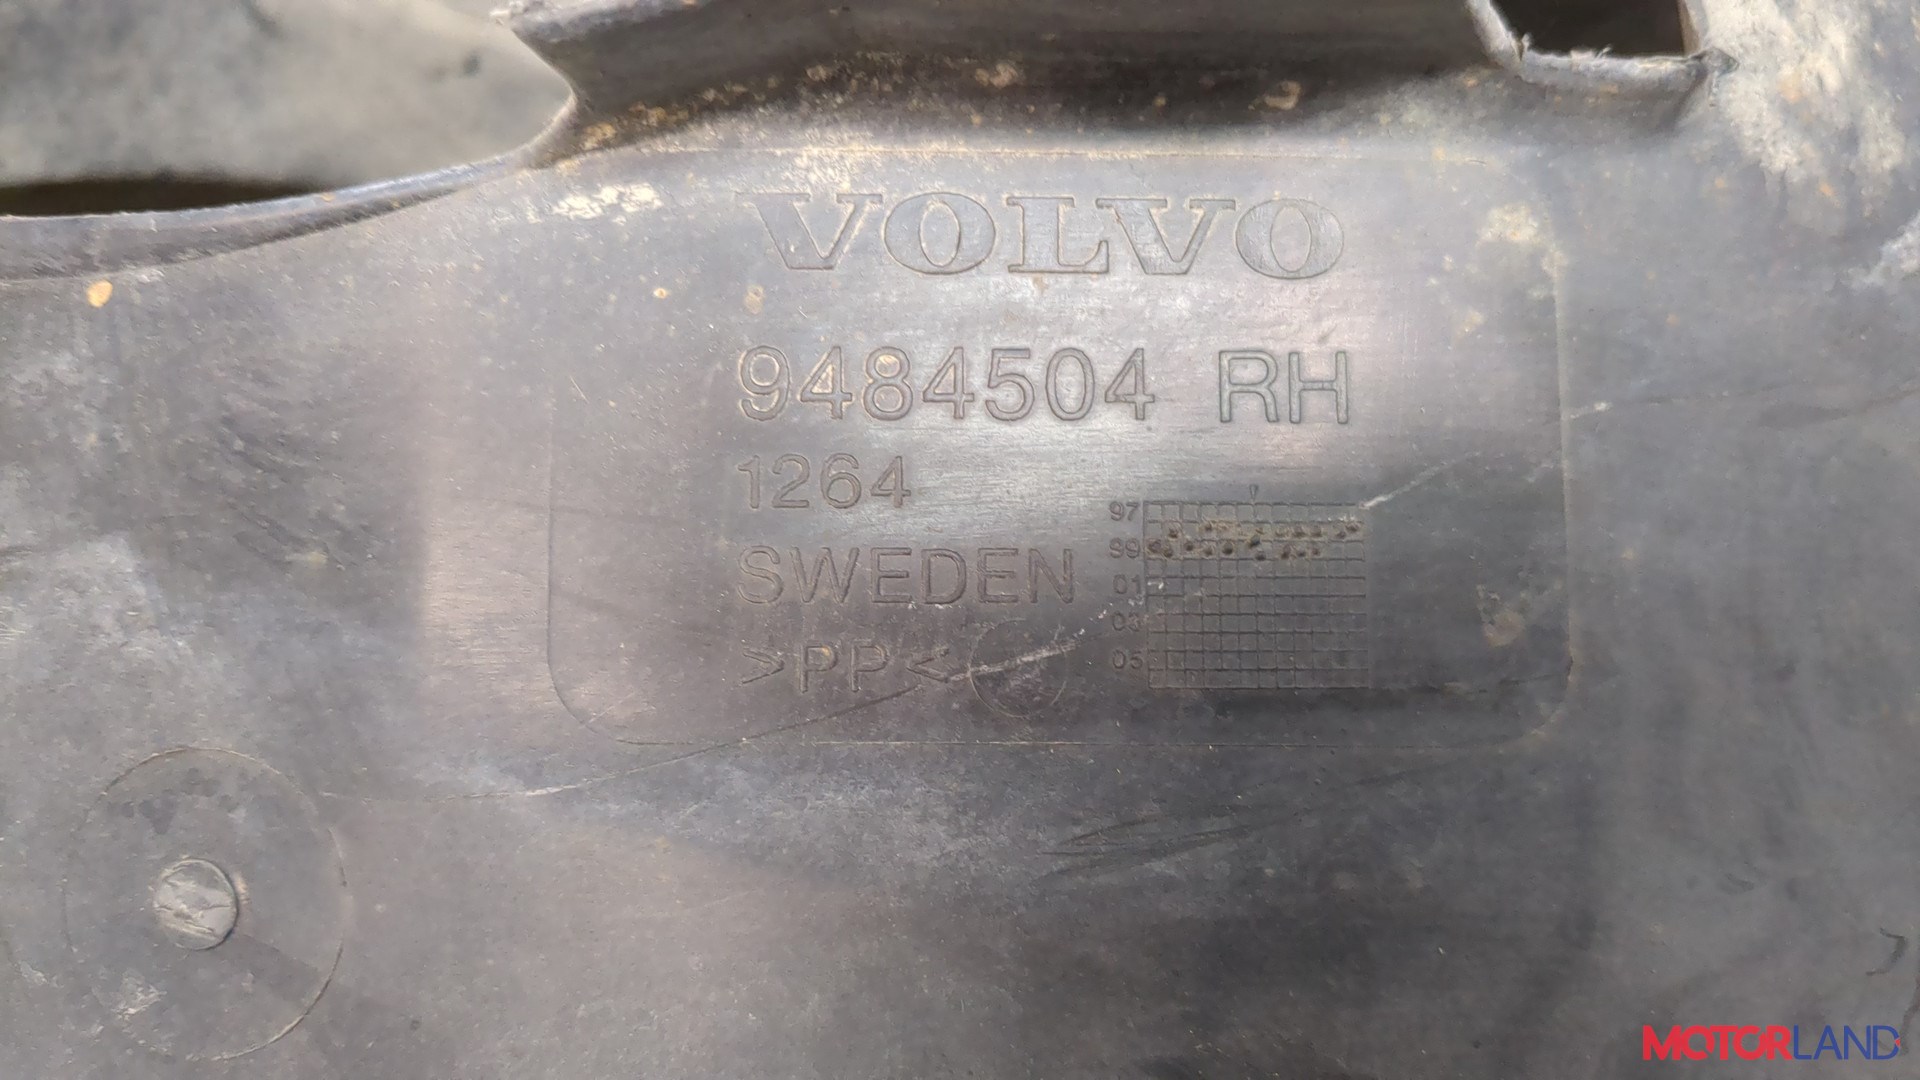 VOLVO
9484504 RH
1264
SWEDEN
>PP<
97
99
01
03
05
MOTORLAND